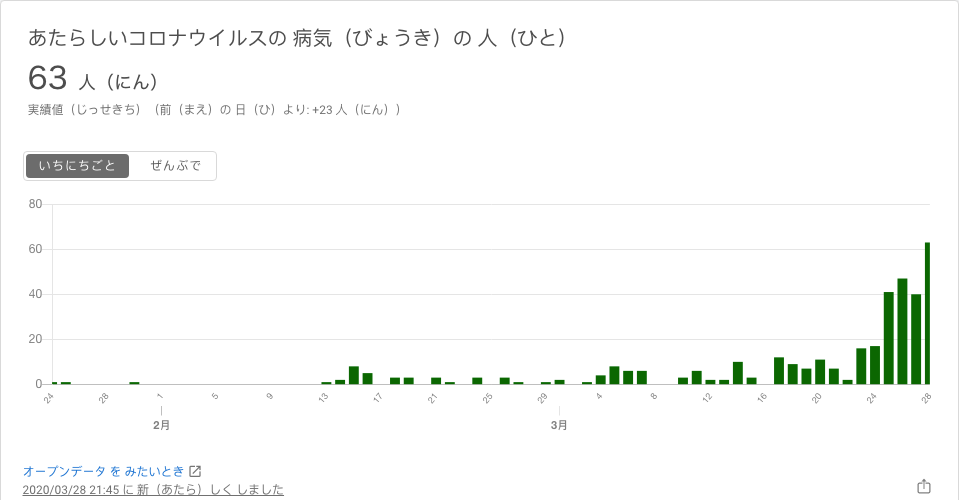 あたらしいコロナウイルスの 病気（びょうき）の 人（ひと）
63 人（にん）
実績値（じっせきち）（前（まえ）の 日（ひ）より: +23 人（にん））
いちにちごと ぜんぶで
80
60
40
20
0
24 28 1 5 9 13 17 21 25 29 4 8 12 16 20 24 28
2月 3月
オープンデータ を みたいとき
2020/03/28 21:45 に 新（あたら）しく しました